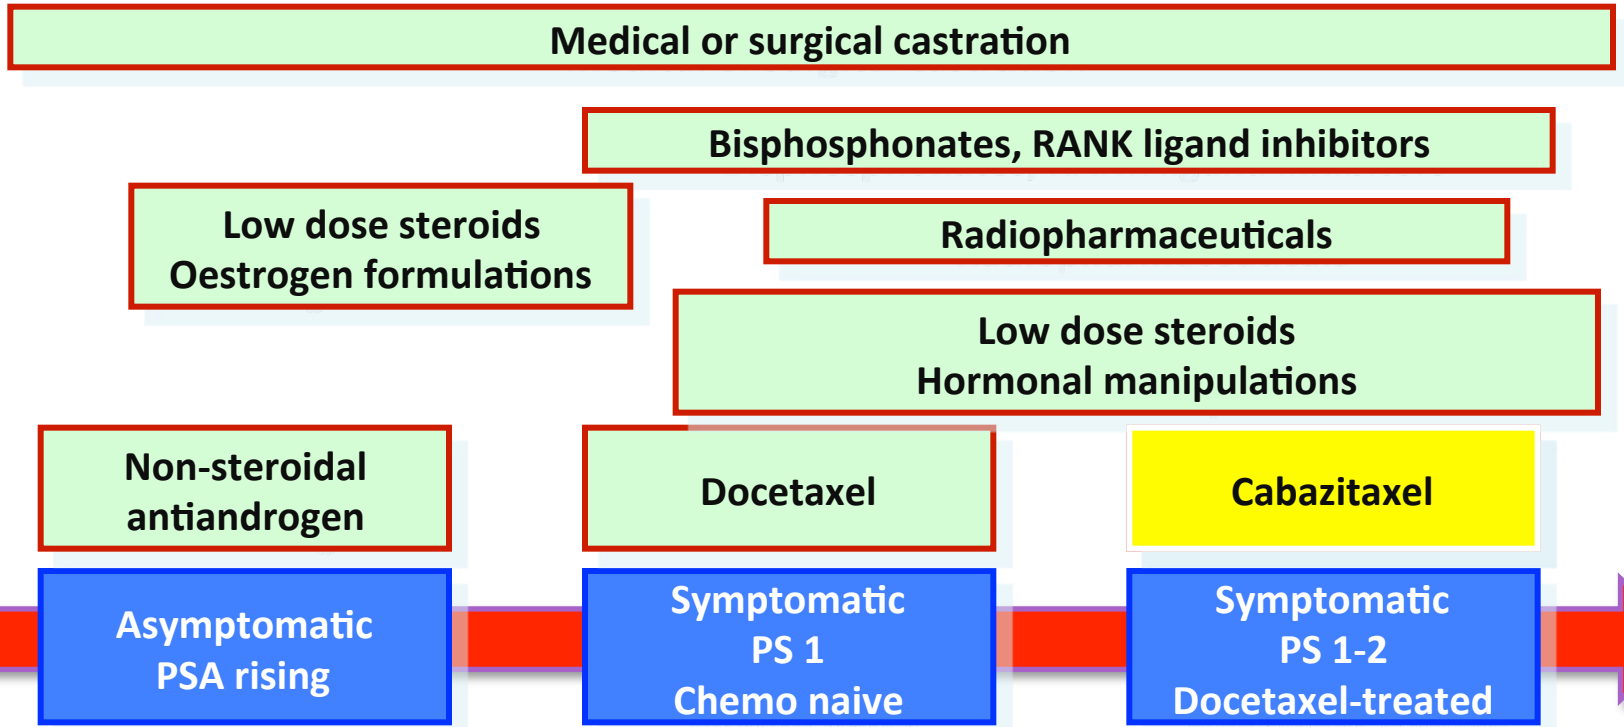 Medical or surgical castration
Bisphosphonates, RANK ligand inhibitors
Low dose steroids
Oestrogen formulations
Radiopharmaceuticals
Low dose steroids
Hormonal manipulations
Non-steroidal
antiandrogen
Docetaxel
Cabazitaxel
Asymptomatic
PSA rising
Symptomatic
PS 1
Chemo naive
Symptomatic
PS 1-2
Docetaxel-treated